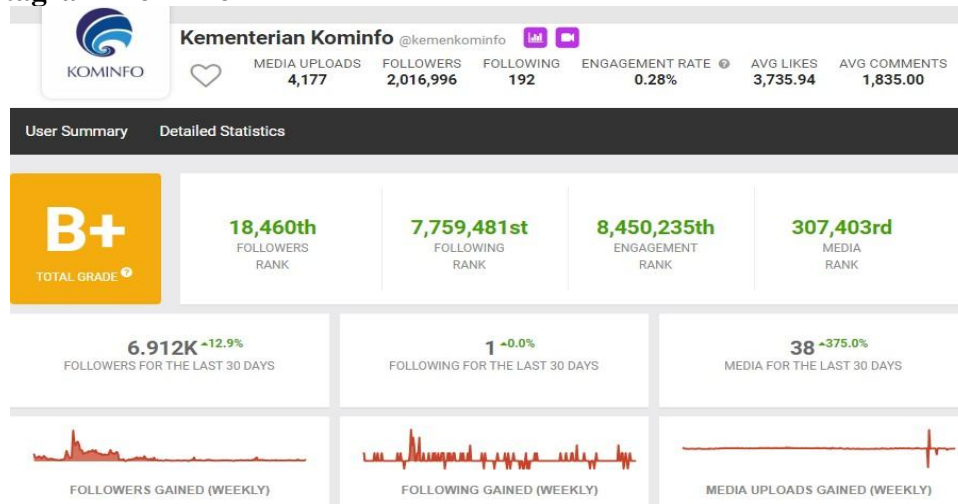 KOMINFO
Kementerian Kominfo @kemenkominfo
MEDIA UPLOADS FOLLOWERS FOLLOWING ENGAGEMENT RATE AVG LIKES AVG COMMENTS
4,177 2,016,996 192 0.28% 3,735.94 1,835.00
User Summary Detailed Statistics
B+
TOTAL GRADE
18,460th 7,759,481st 8,450,235th 307,403rd
FOLLOWERS FOLLOWING ENGAGEMENT MEDIA
RANK RANK RANK RANK
6.912K 12.9% 1 0.0% 38 375.0%
FOLLOWERS FOR THE LAST 30 DAYS FOLLOWING FOR THE LAST 30 DAYS MEDIA FOR THE LAST 30 DAYS
FOLLOWERS GAINED (WEEKLY) FOLLOWING GAINED (WEEKLY) MEDIA UPLOADS GAINED (WEEKLY)